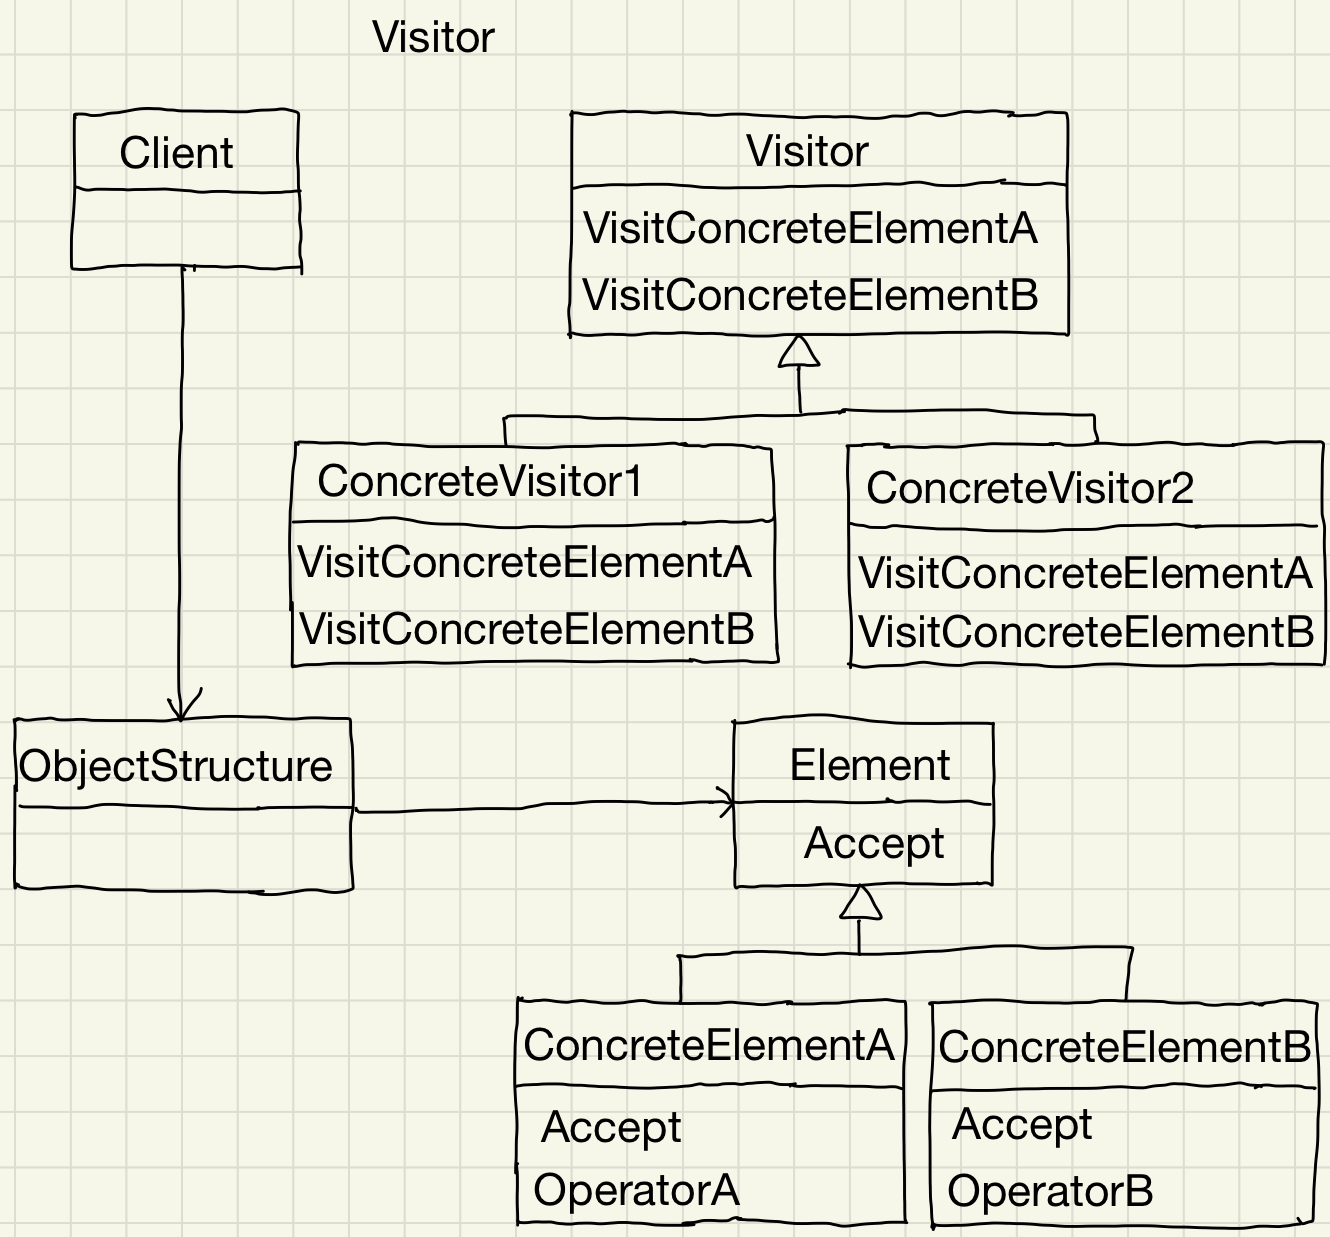 Visitor
Client
Visitor
VisitConcreteElementA
VisitConcreteElementB
ConcreteVisitor1
VisitConcreteElementA
VisitConcreteElementB
ConcreteVisitor2
VisitConcreteElementA
VisitConcreteElementB
ObjectStructure
Element
Accept
ConcreteElementA
Accept
OperatorA
ConcreteElementB
Accept
OperatorB